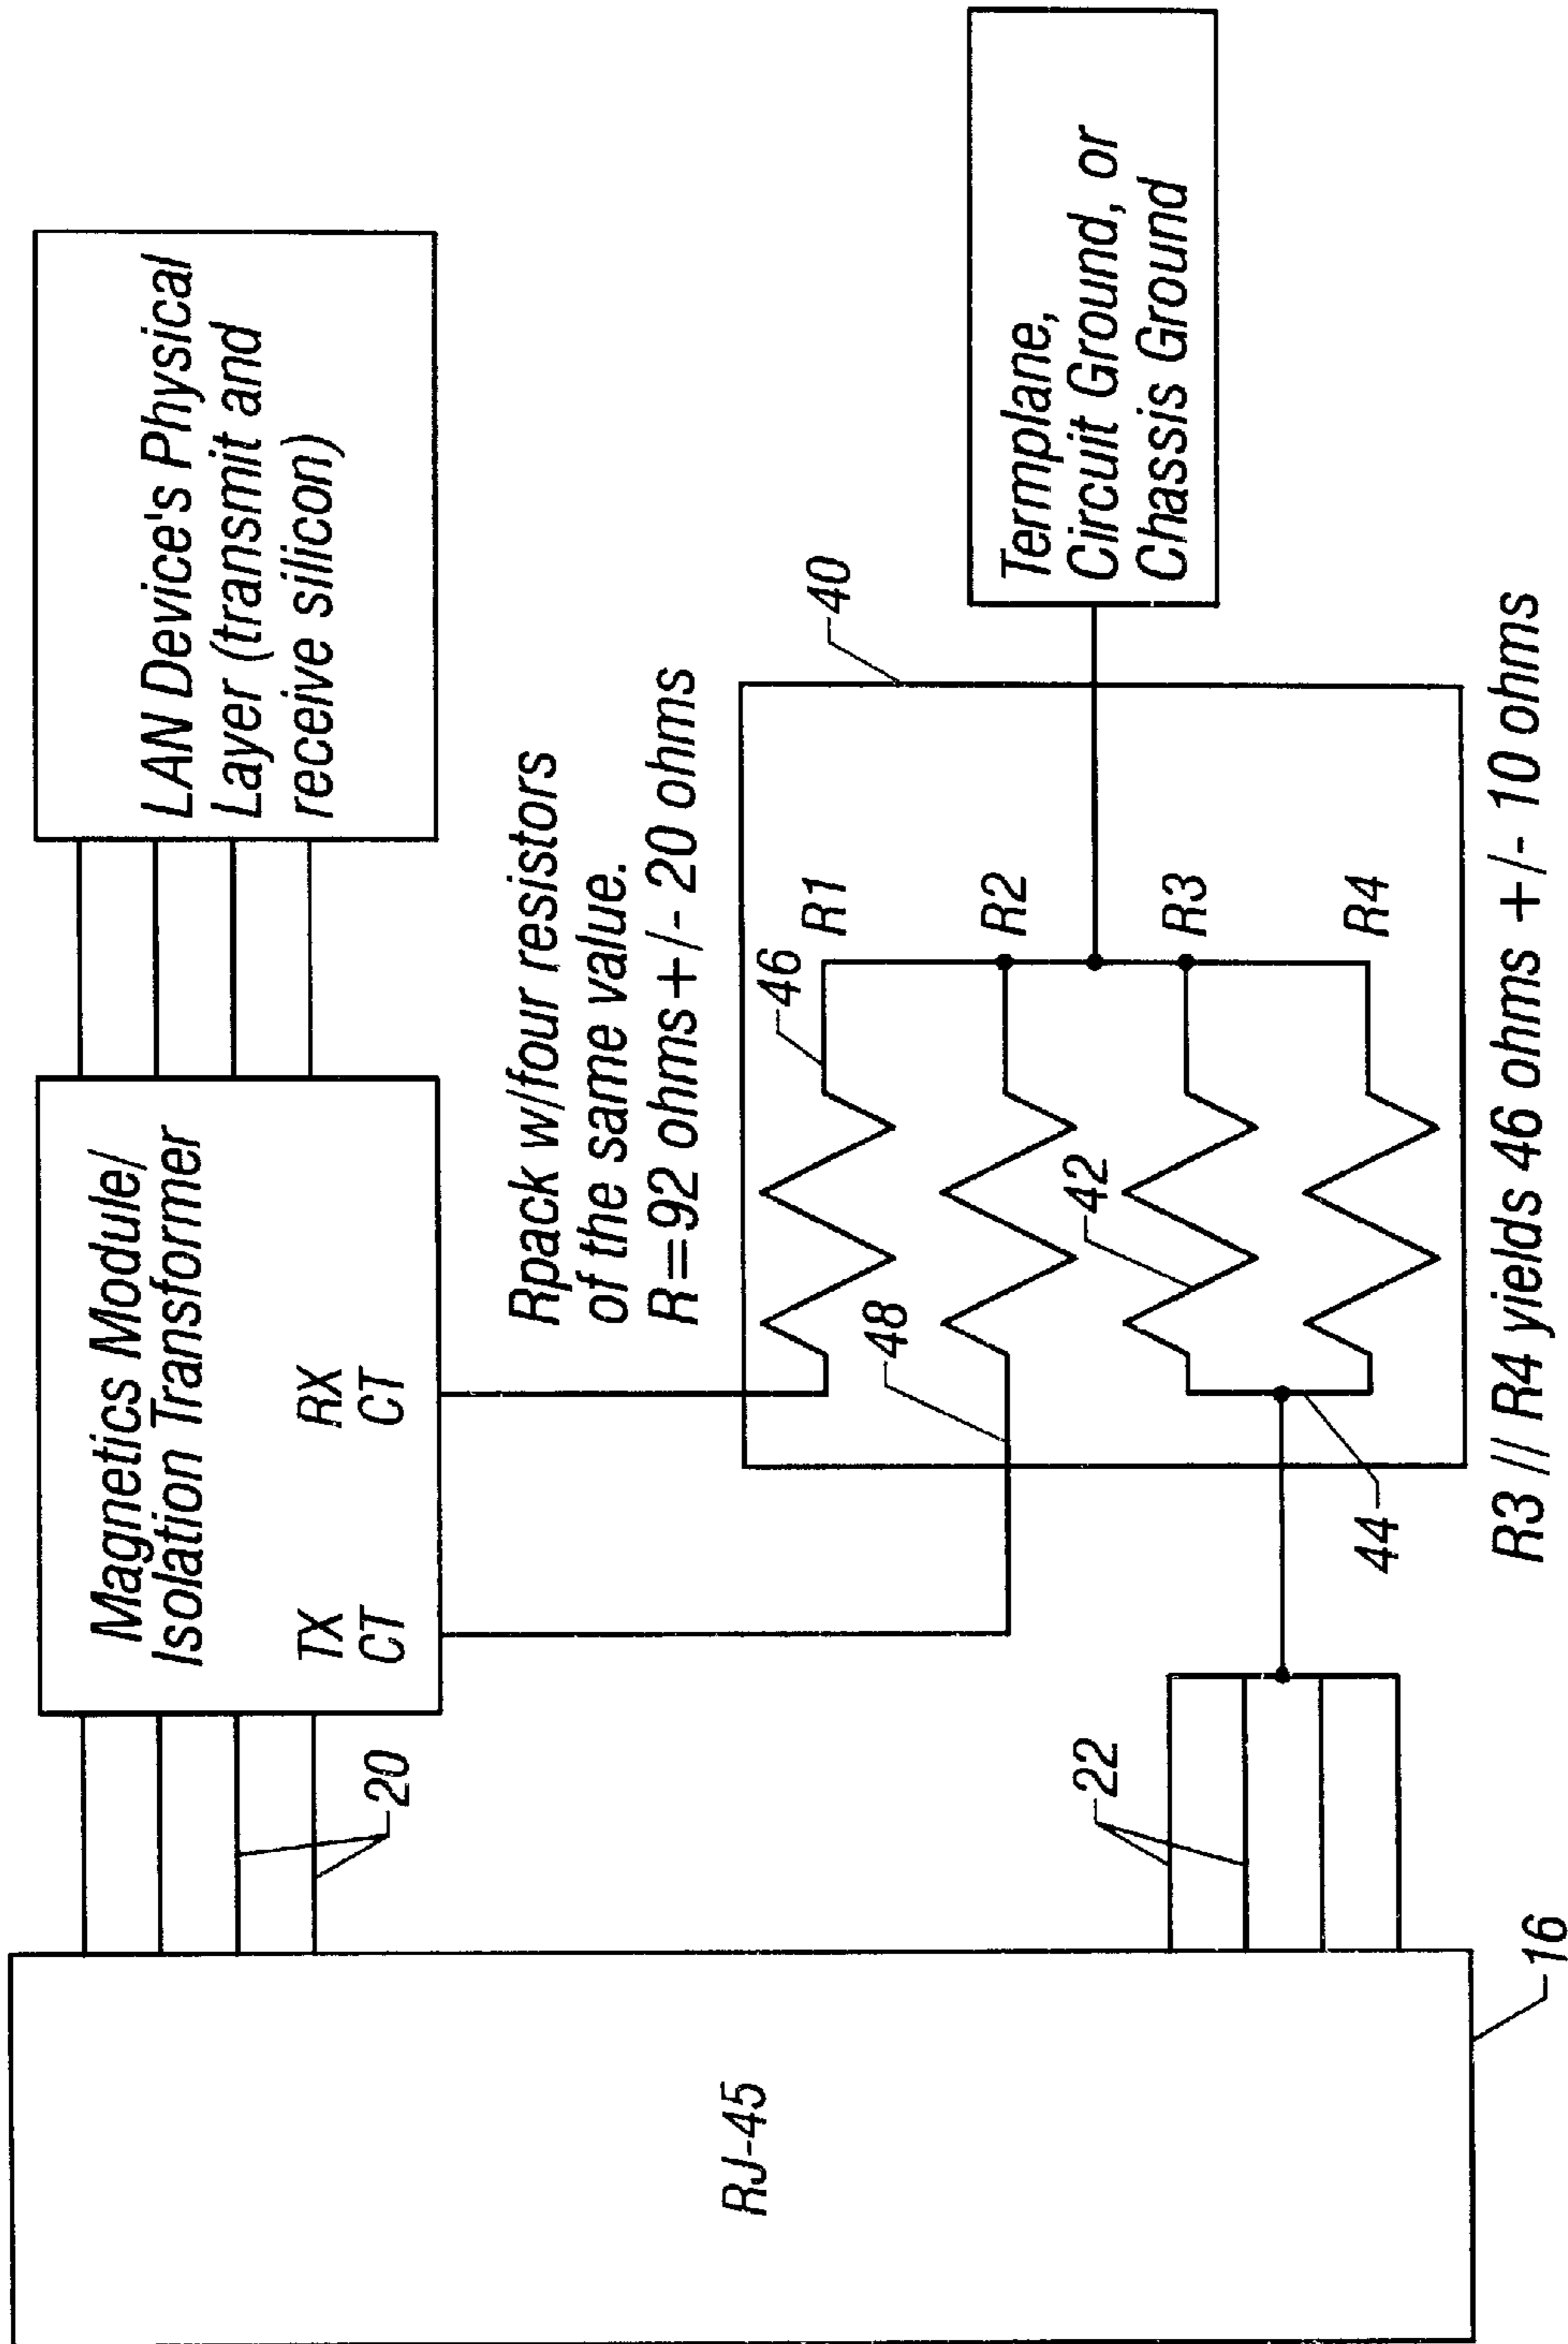 LAN Device's Physical
Layer (transmit and
receive silicon)
Magnetics Module/
Isolation Transformer
TX
CT
RX
CT
20
Rpack w/four resistors
of the same value.
R=92 ohms+/- 20 ohms
40
46
R1
48
R2
42
R3
R4
44
Termplane,
Circuit Ground, or
Chassis Ground
22
RJ-45
16
R3 // R4 yields 46 ohms +/- 10 ohms